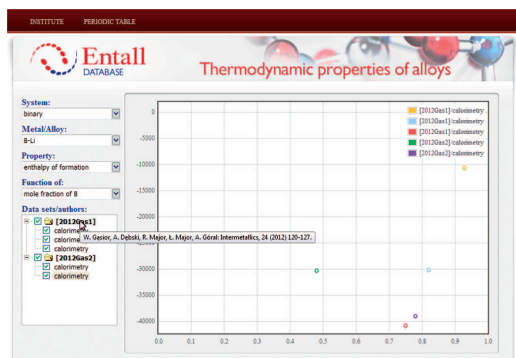 INSTITUTE PERIODIC TABLE
Entall
DATABASE
Thermodynamic properties of alloys
System:
binary
Metal/Alloy:
B-Li
Property:
enthalpy of formation
Function of:
mole fraction of B
Data sets/authors:
[2012Gas1]
calorimetry
W. Gąsior, A. Dębski, R. Major, Ł. Major, A. Góral: Intermetallics, 24 (2012) 120-127.
calorimetry
[2012Gas2]
calorimetry
calorimetry
[2012Gas1]/calorimetry
[2012Gas1]/calorimetry
[2012Gas1]/calorimetry
[2012Gas2]/calorimetry
[2012Gas2]/calorimetry
0
-5000
-10000
-15000
-20000
-25000
-30000
-35000
-40000
0.0 0.1 0.2 0.3 0.4 0.5 0.6 0.7 0.8 0.9 1.0